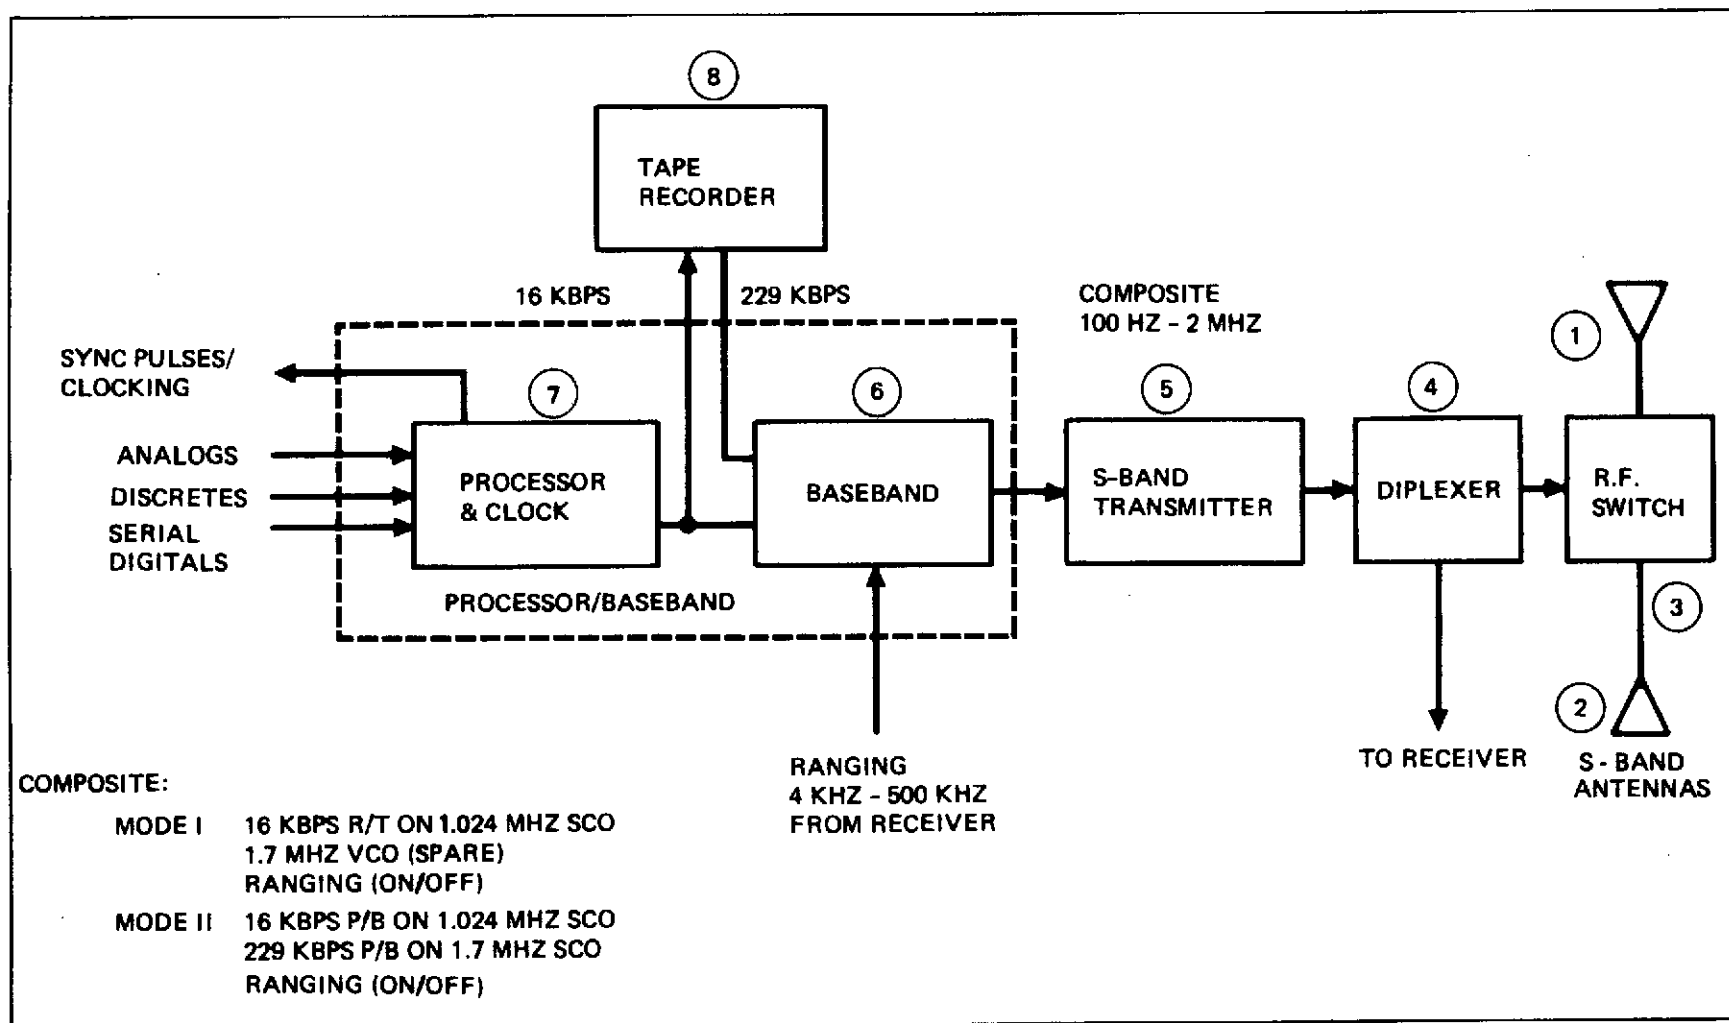 8
TAPE
RECORDER
16 KBPS
229 KBPS
COMPOSITE
100 HZ - 2 MHZ
1
SYNC PULSES/
CLOCKING
7
6
5
4
ANALOGS
DISCRETES
SERIAL
DIGITALS
PROCESSOR
& CLOCK
BASEBAND
S-BAND
TRANSMITTER
DIPLEXER
R.F.
SWITCH
PROCESSOR/BASEBAND
3
2
RANGING
4 KHZ - 500 KHZ
FROM RECEIVER
TO RECEIVER
S - BAND
ANTENNAS
COMPOSITE:
MODE I 16 KBPS R/T ON 1.024 MHZ SCO
1.7 MHZ VCO (SPARE)
RANGING (ON/OFF)
MODE II 16 KBPS P/B ON 1.024 MHZ SCO
229 KBPS P/B ON 1.7 MHZ SCO
RANGING (ON/OFF)